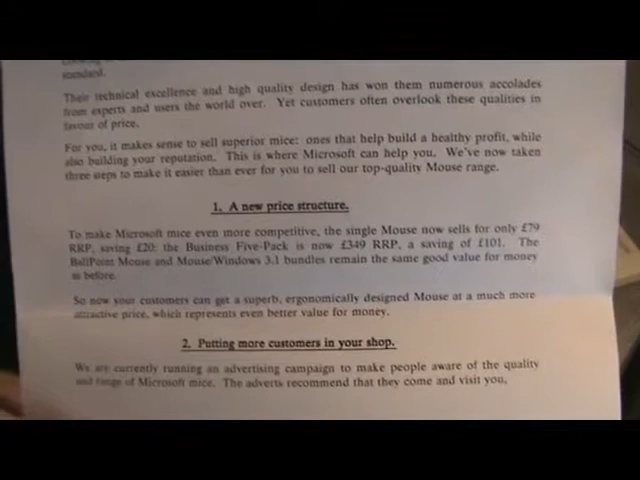 standard.
Their technical excellence and high quality design has won them numerous accolades
from experts and users the world over. Yet customers often overlook these qualities in
favour of price.
For you, it makes sense to sell superior mice: ones that help build a healthy profit, while
also building your reputation. This is where Microsoft can help you. We've now taken
three steps to make it easier than ever for you to sell our top-quality Mouse range.
1. A new price structure.
To make Microsoft mice even more competitive, the single Mouse now sells for only £79
RRP, saving £20; the Business Five-Pack is now £349 RRP, a saving of £101. The
BallPoint Mouse and Mouse/Windows 3.1 bundles remain the same good value for money
as before.
So now your customers can get a superb, ergonomically designed Mouse at a much more
attractive price, which represents even better value for money.
2. Putting more customers in your shop.
We are currently running an advertising campaign to make people aware of the quality
and range of Microsoft mice. The adverts recommend that they come and visit you,